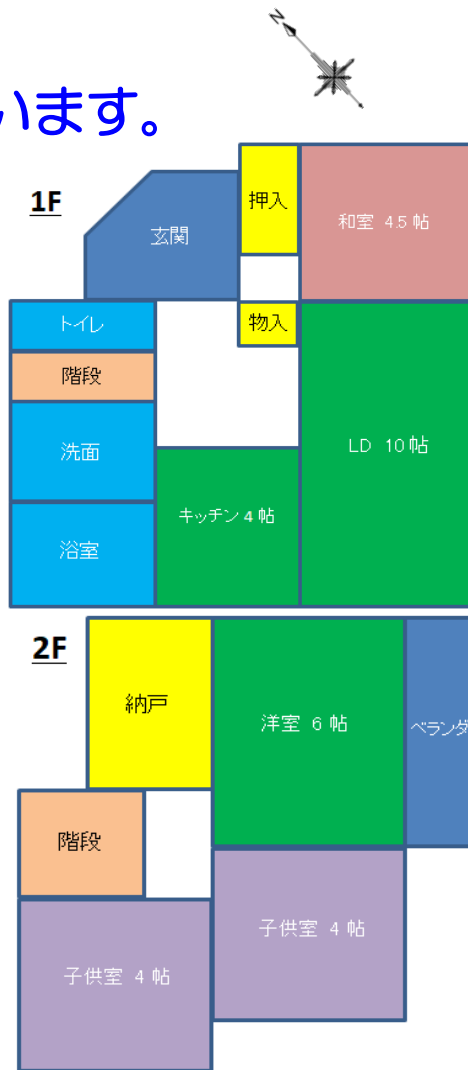 N
います。
1F
押入
玄関
和室 4.5 帖
トイレ
物入
階段
洗面
LD 10 帖
キッチン 4 帖
浴室
2F
納戸
洋室 6 帖
ベランダ
階段
子供室 4 帖
子供室 4 帖